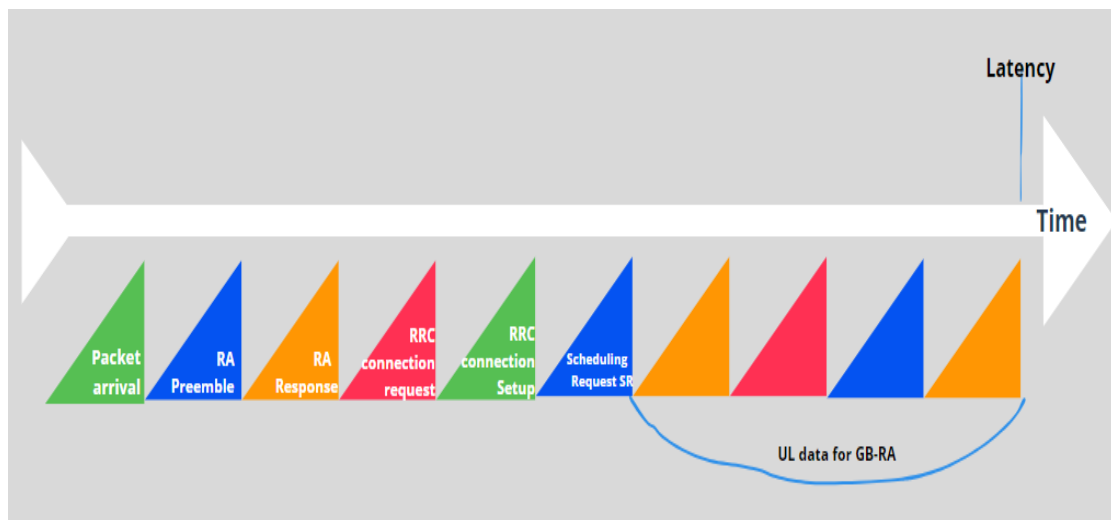 Latency
Time
Packet
arrival
RA
Preemble
RA
Response
RRC
connection
request
RRC
connection
Setup
Scheduling
Request SR
UL data for GB-RA